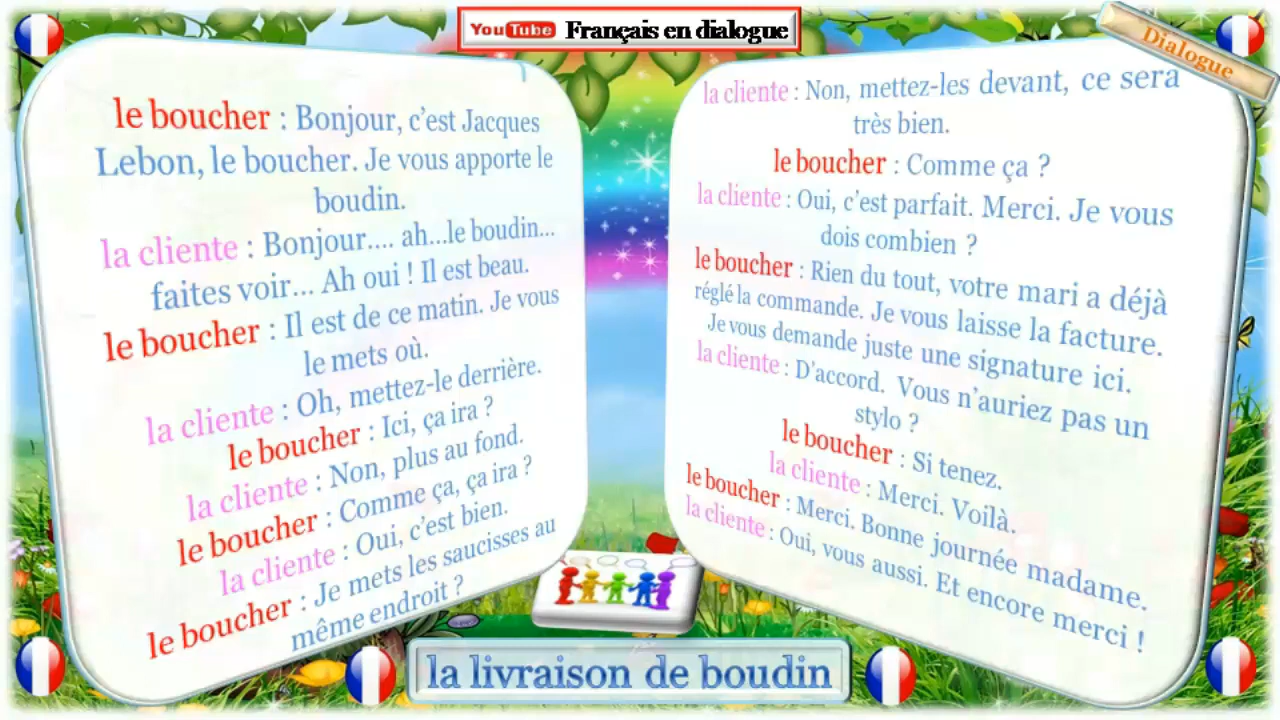 YouTube Français en dialogue
Dialogue
le boucher : Bonjour, c’est Jacques
Lebon, le boucher. Je vous apporte le
boudin.
la cliente : Bonjour.... ah...le boudin...
faites voir... Ah oui ! Il est beau.
le boucher : Il est de ce matin. Je vous
le mets où.
la cliente : Oh, mettez-le derrière.
le boucher : Ici, ça ira ?
la cliente : Non, plus au fond.
le boucher : Comme ça, ça ira ?
la cliente : Oui, c’est bien.
le boucher : Je mets les saucisses au
même endroit ?
la cliente : Non, mettez-les devant, ce sera
très bien.
le boucher : Comme ça ?
la cliente : Oui, c’est parfait. Merci. Je vous
dois combien ?
le boucher : Rien du tout, votre mari a déjà
réglé la commande. Je vous laisse la facture.
Je vous demande juste une signature ici.
la cliente : D’accord. Vous n’auriez pas un
stylo ?
le boucher : Si tenez.
la cliente : Merci. Voilà.
le boucher : Merci. Bonne journée madame.
la cliente : Oui, vous aussi. Et encore merci !
la livraison de boudin